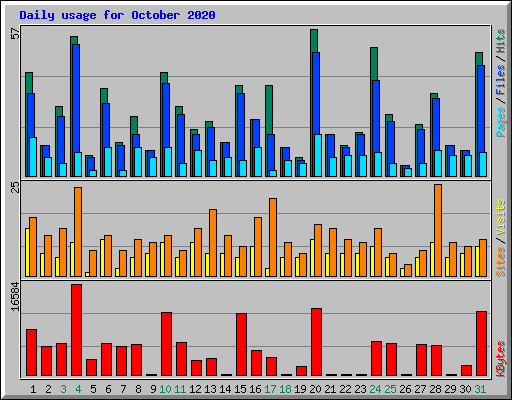 Daily usage for October 2020
57
Pages / Files / Hits
25
Sites / Visits
16584
KBytes
1 2 3 4 5 6 7 8 9 10 11 12 13 14 15 16 17 18 19 20 21 22 23 24 25 26 27 28 29 30 31